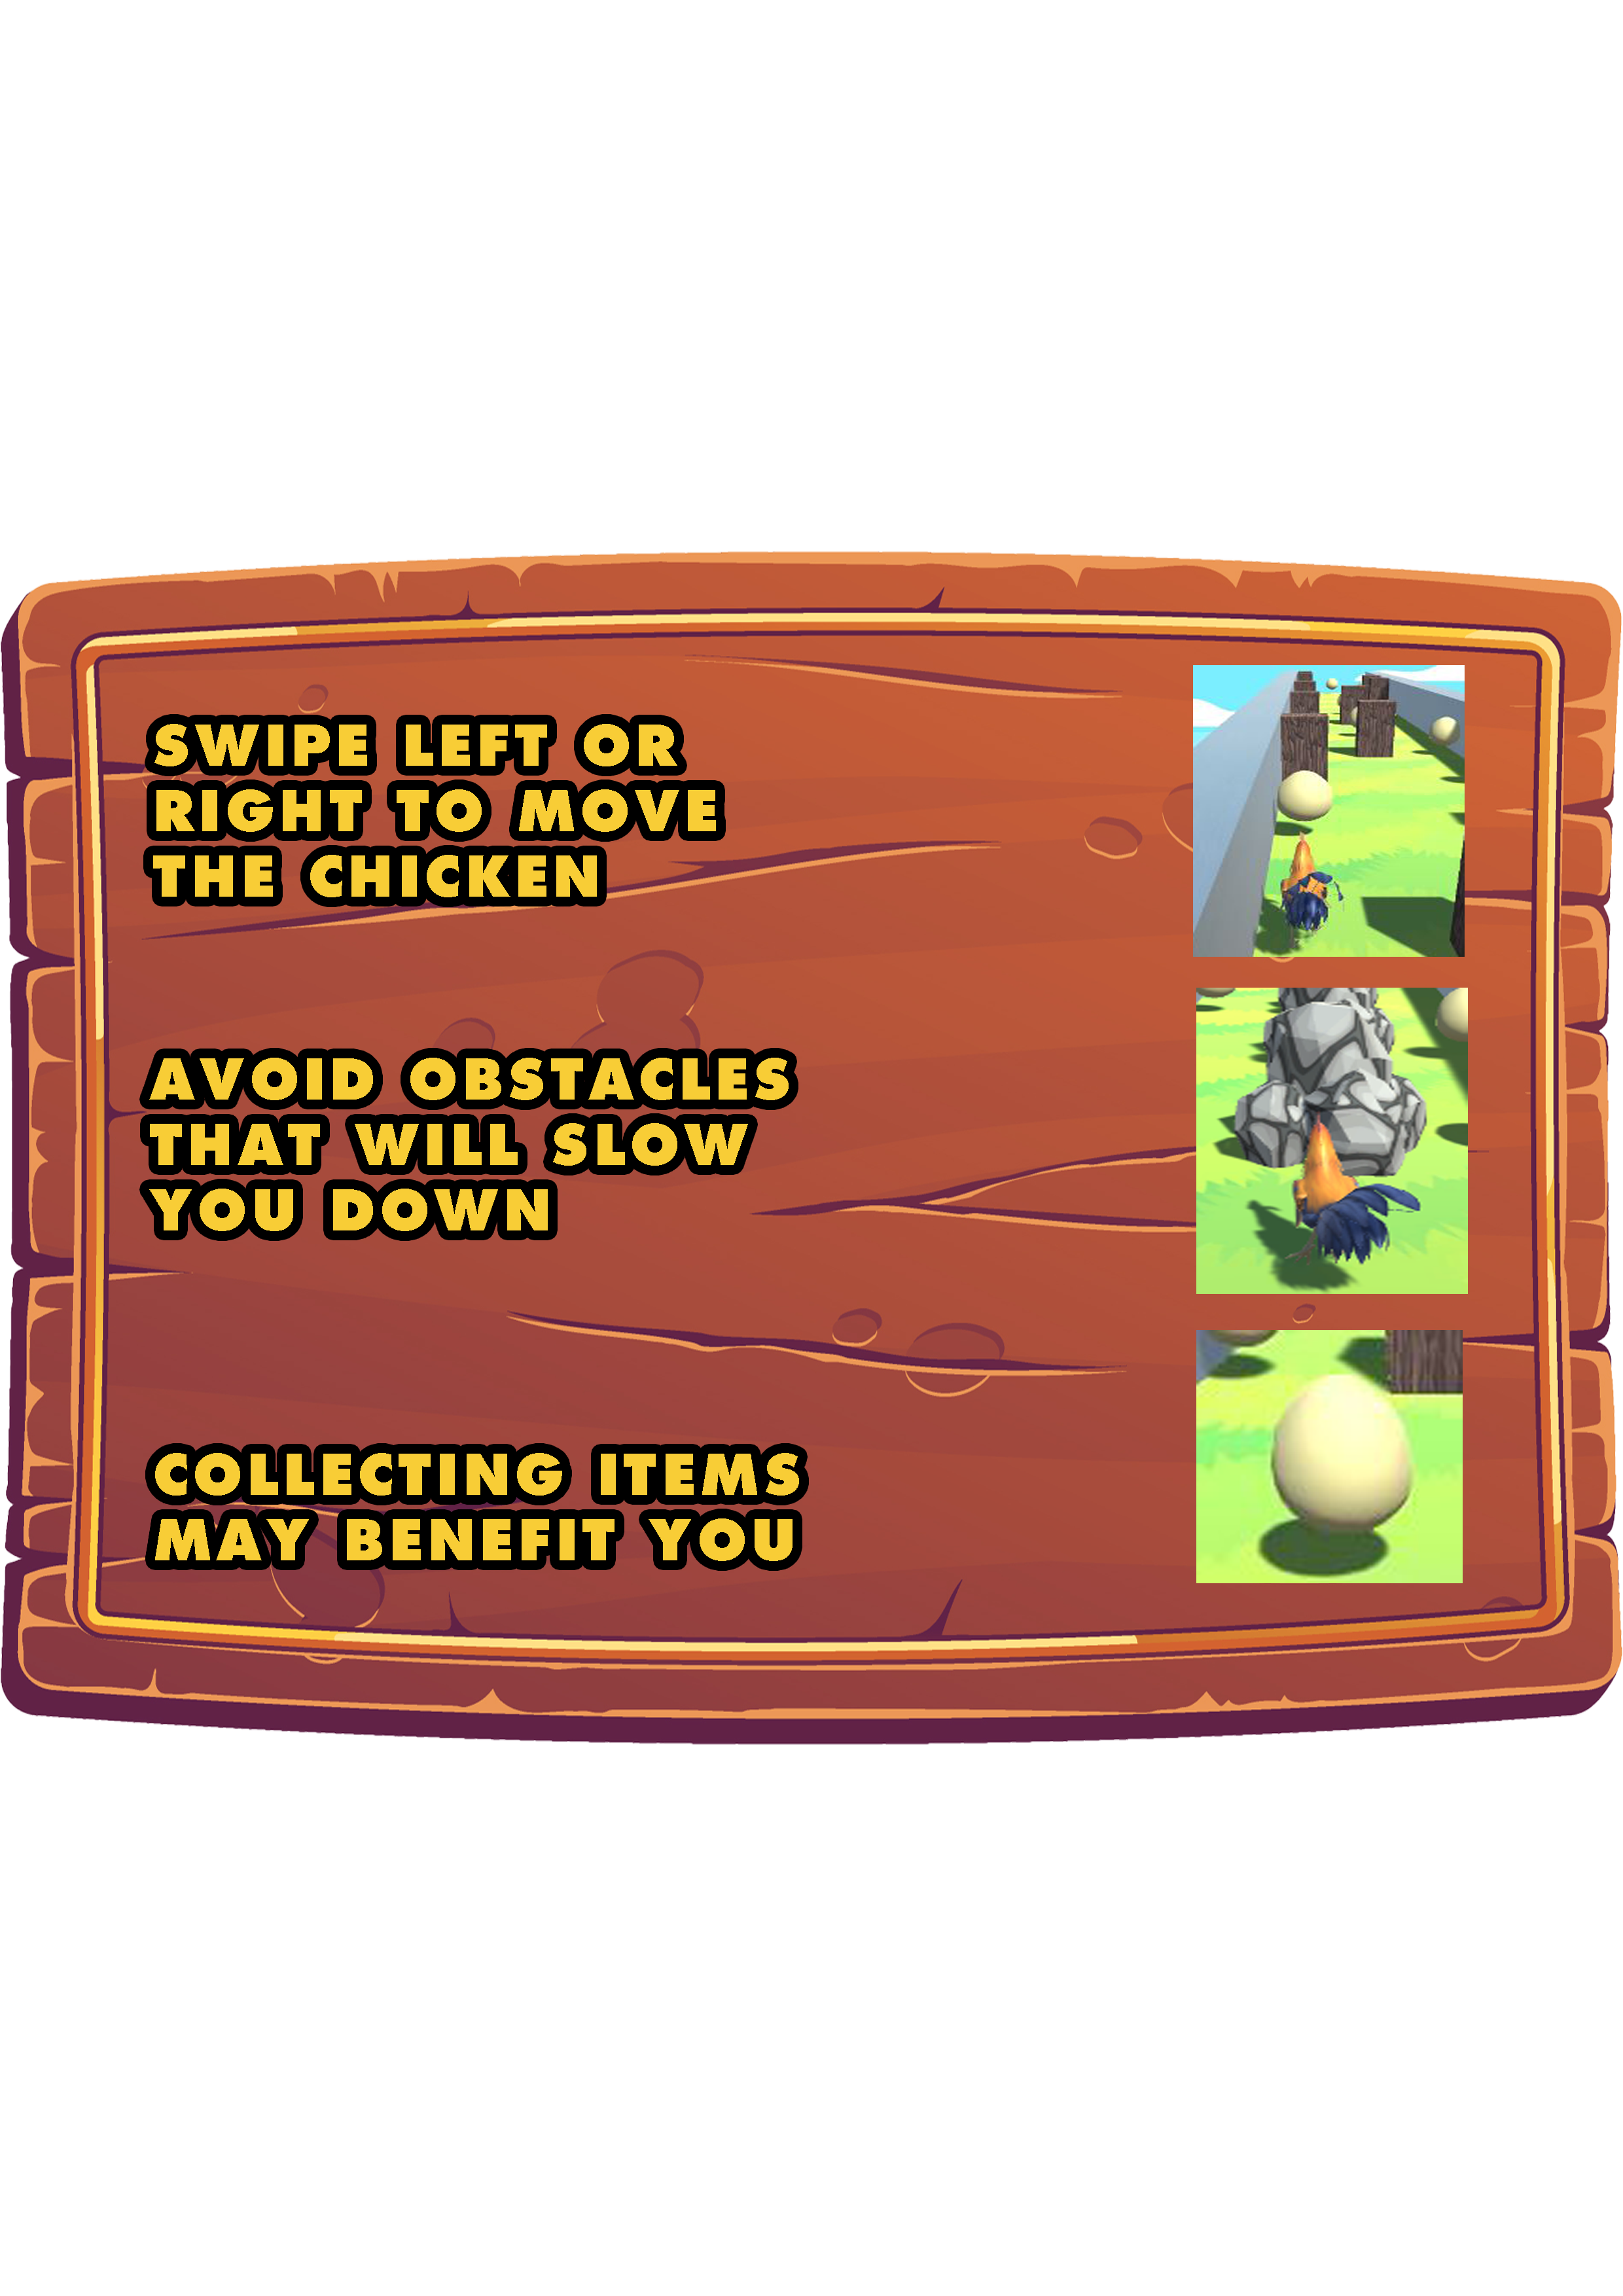 SWIPE LEFT OR
RIGHT TO MOVE
THE CHICKEN
AVOID OBSTACLES
THAT WILL SLOW
YOU DOWN
COLLECTING ITEMS
MAY BENEFIT YOU